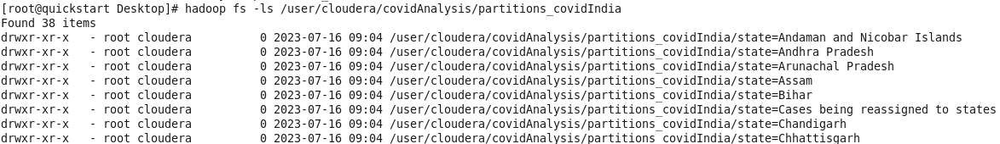 [root@quickstart Desktop]# hadoop fs -ls /user/cloudera/covidAnalysis/partitions_covidIndia
Found 38 items
drwxr-xr-x   - root cloudera          0 2023-07-16 09:04 /user/cloudera/covidAnalysis/partitions_covidIndia/state=Andaman and Nicobar Islands
drwxr-xr-x   - root cloudera          0 2023-07-16 09:04 /user/cloudera/covidAnalysis/partitions_covidIndia/state=Andhra Pradesh
drwxr-xr-x   - root cloudera          0 2023-07-16 09:04 /user/cloudera/covidAnalysis/partitions_covidIndia/state=Arunachal Pradesh
drwxr-xr-x   - root cloudera          0 2023-07-16 09:04 /user/cloudera/covidAnalysis/partitions_covidIndia/state=Assam
drwxr-xr-x   - root cloudera          0 2023-07-16 09:04 /user/cloudera/covidAnalysis/partitions_covidIndia/state=Bihar
drwxr-xr-x   - root cloudera          0 2023-07-16 09:04 /user/cloudera/covidAnalysis/partitions_covidIndia/state=Cases being reassigned to states
drwxr-xr-x   - root cloudera          0 2023-07-16 09:04 /user/cloudera/covidAnalysis/partitions_covidIndia/state=Chandigarh
drwxr-xr-x   - root cloudera          0 2023-07-16 09:04 /user/cloudera/covidAnalysis/partitions_covidIndia/state=Chhattisgarh